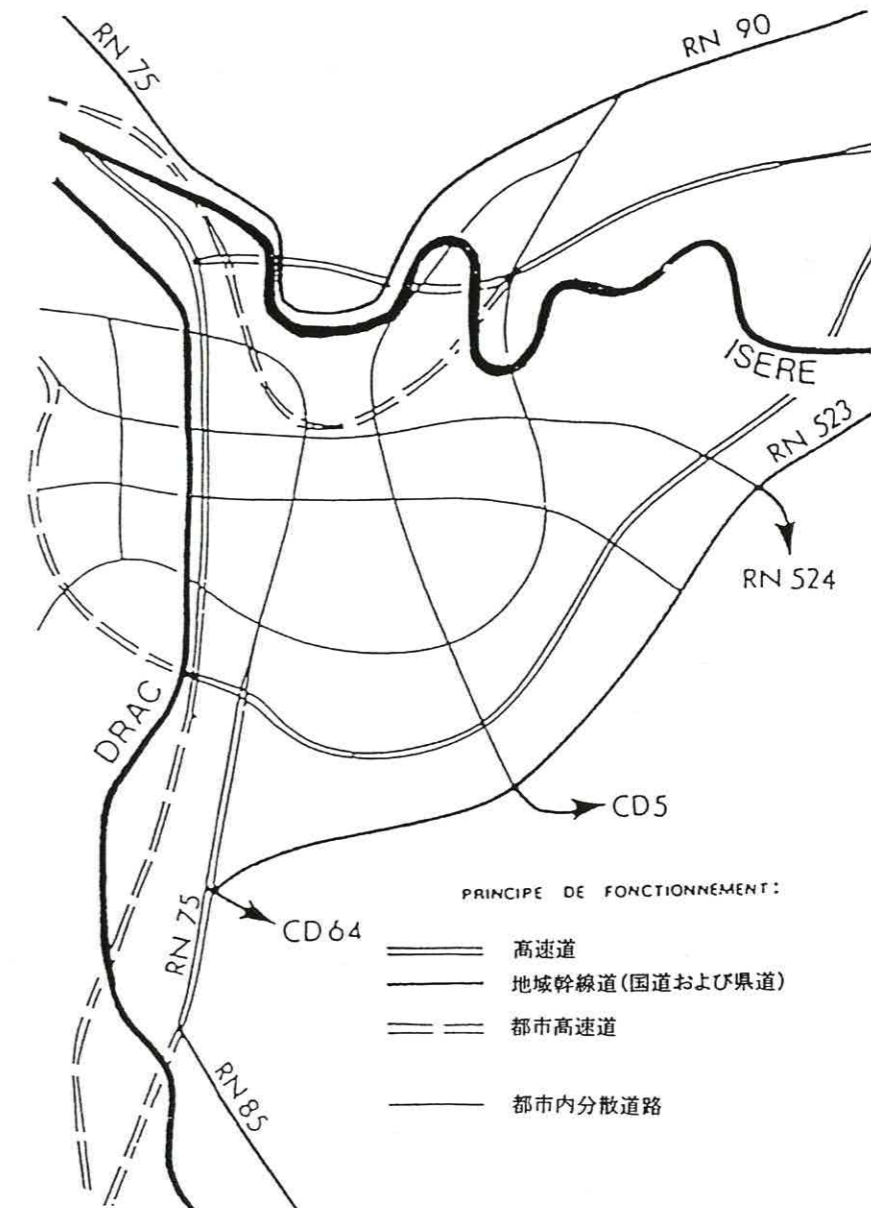 RN 75
RN 90
ISERE
RN 523
RN 524
DRAC
CD5
RN 75
CD 64
RN 85
PRINCIPE DE FONCTIONNEMENT:
高速道
地域幹線道(国道および県道)
都市高速道
都市内分散道路